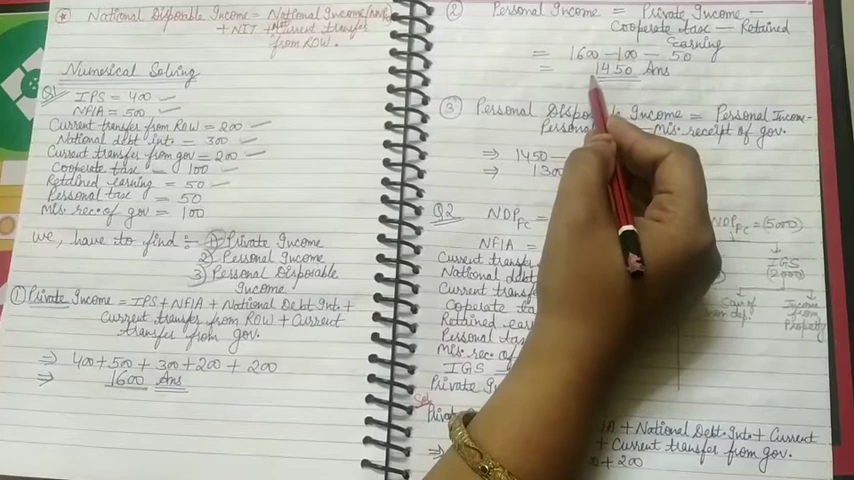 * National Disposable Income = National Income/NNP
+ NIT + Net Current transfer
from ROW.
Numerical Solving
Q1 IPS = 400
NFIA = 500
Current transfer from ROW = 200
National debt int. = 300
Current transfer from gov = 200
Cooperate tax = 100
Retained earning = 50
Personal tax = 50
Mis. rec. of gov = 100
we, have to find :- 1) Private Income
2) Personal Income
3) Personal Disposable
Income
① Private Income = IPS + NFIA + National Debt Int. +
Current transfer from ROW + Current
transfer from gov.
⇒ 400 + 500 + 300 + 200 + 200
⇒ 1600 Ans
② Personal Income = Private Income –
Cooperate tax – Retained
Earning
= 1600 – 100 – 50
= 1450 Ans
③ Personal Income = Personal Income-
Personal – Mis. receipt of gov.
⇒ 1450 –
⇒ 1300
Q2 NDPFC = NDPFC = (5000)
NFIA =
Current transfer
National debt
Current
Coperate tax
Retained
Personal
Mis. rec. of
IGS
Private
IGS
(2000)
Income
from
Property
Sol
+ National Debt. Int. + Current
+ Current transfer from gov.
+ 200